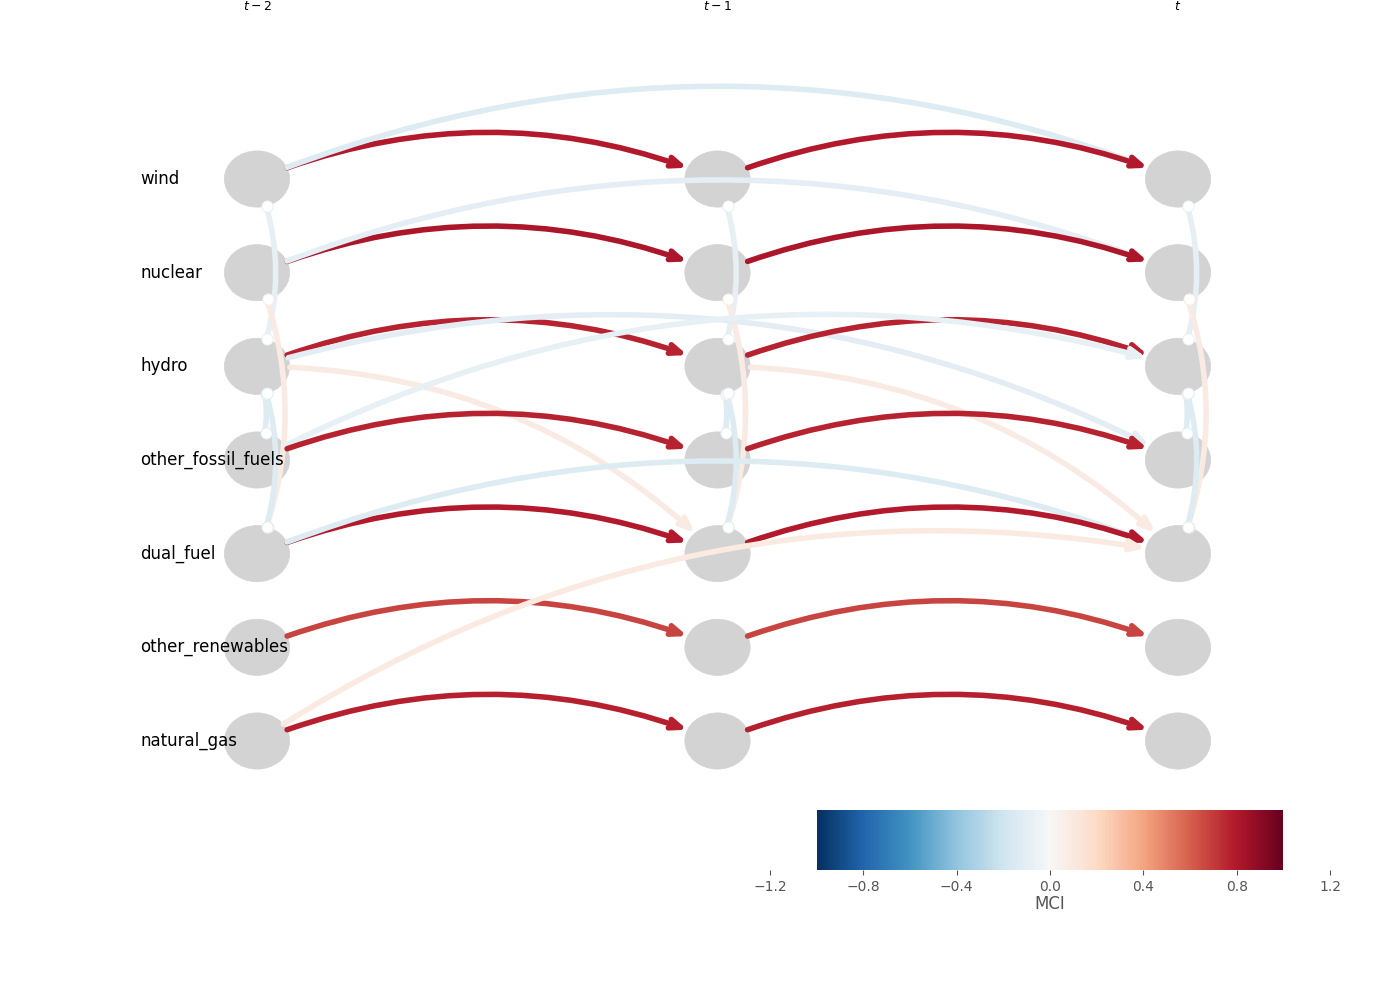 t − 2 t − 1 t
wind
nuclear
hydro
other_fossil_fuels
dual_fuel
other_renewables
natural_gas
−1.2 −0.8 −0.4 0.0 0.4 0.8 1.2
MCI